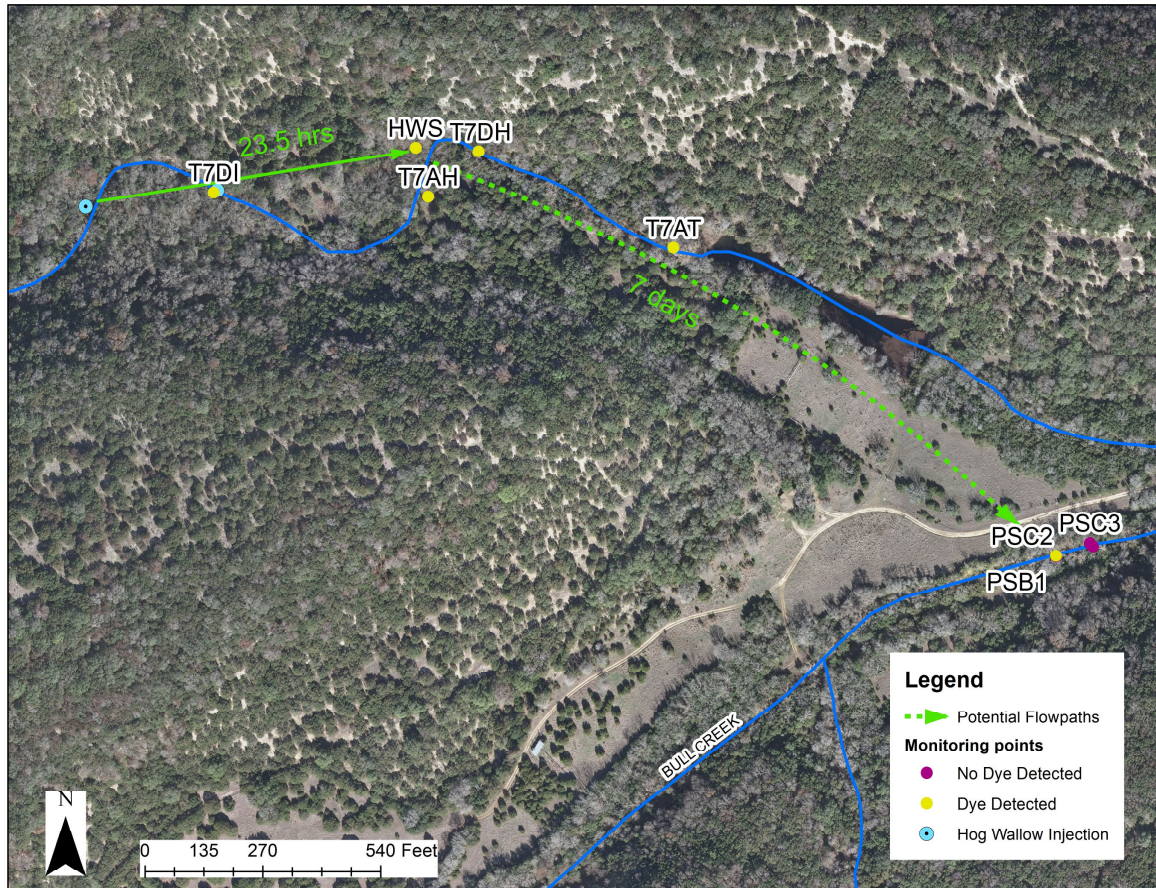 HWS
T7DH
23.5 hrs
T7DI
T7AH
T7AT
7 days
PSC2
PSC3
PSB1
BULL CREEK
Legend
Potential Flowpaths
Monitoring points
No Dye Detected
Dye Detected
Hog Wallow Injection
N
0 135 270 540 Feet